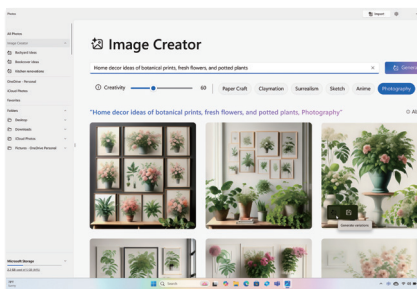 Photos
Import
All Photos
Image Creator
Backyard ideas
Bookcover ideas
Kitchen renovations
OneDrive - Personal
iCloud Photos
Favorites
Folders
Desktop
Downloads
iCloud Photos
Pictures - OneDrive Personal
Microsoft Storage
Image Creator
Home decor ideas of botanical prints, fresh flowers, and potted plants
Creativity
60
Paper Craft
Claymation
Surrealism
Sketch
Anime
Photography
"Home decor ideas of botanical prints, fresh flowers, and potted plants, Photography"
Generate variations
Search